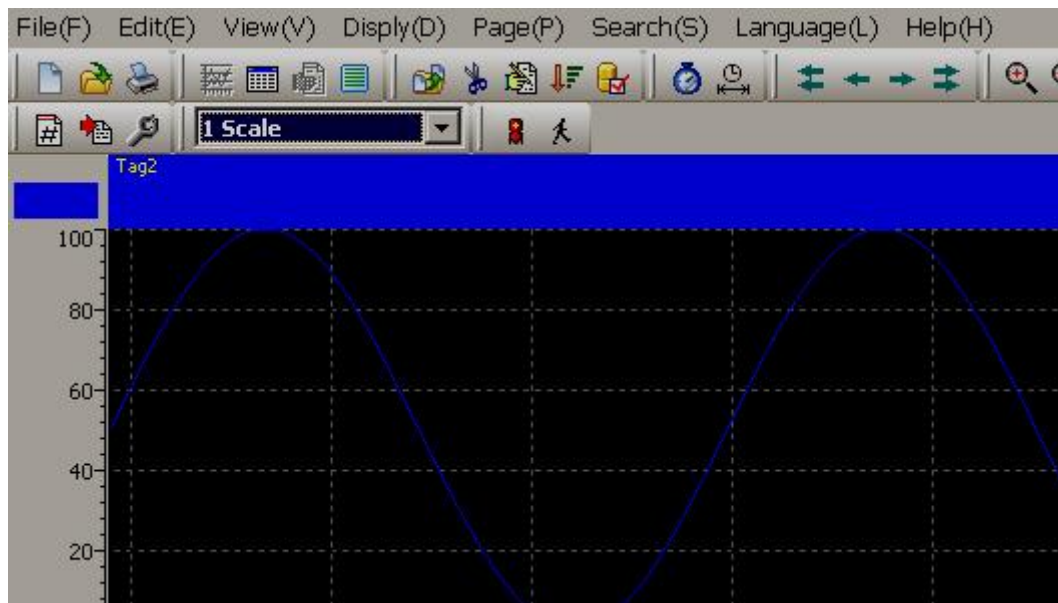 File(F) Edit(E) View(V) Disply(D) Page(P) Search(S) Language(L) Help(H)
1 Scale
Tag2
100
80
60
40
20